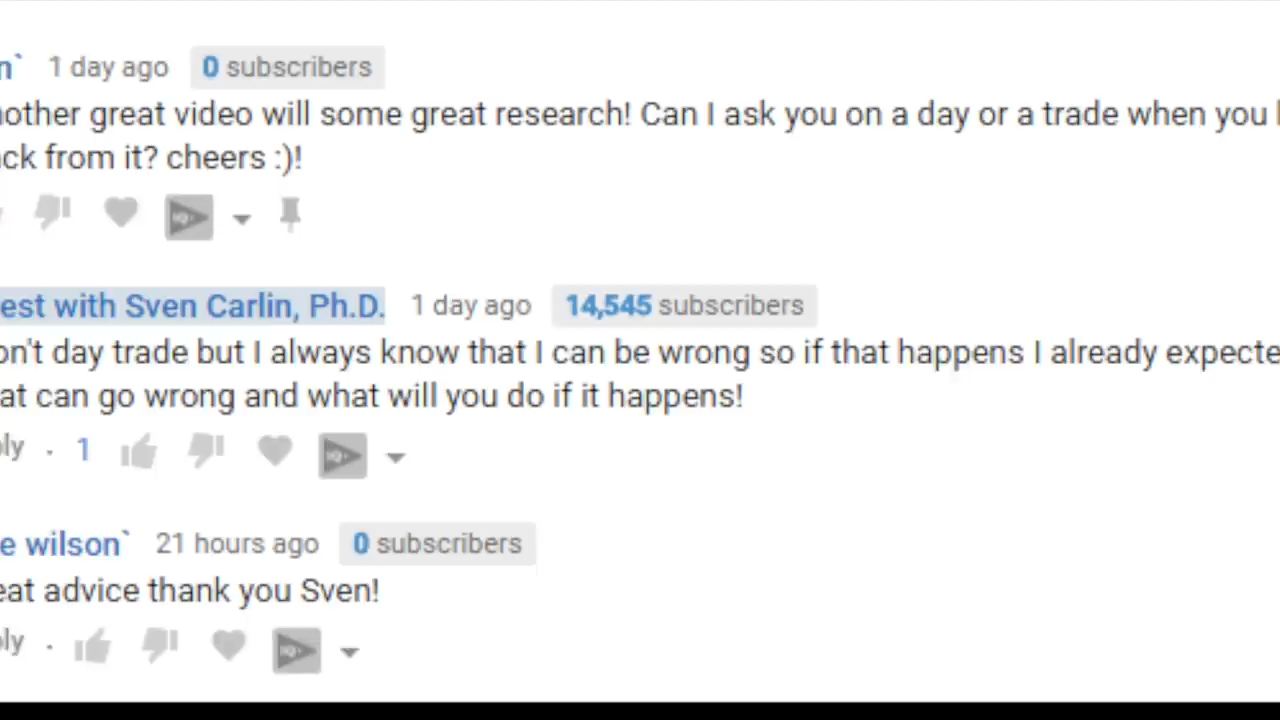 n` 1 day ago 0 subscribers
nother great video will some great research! Can I ask you on a day or a trade when you
ck from it? cheers :)!
est with Sven Carlin, Ph.D. 1 day ago 14,545 subscribers
on't day trade but I always know that I can be wrong so if that happens I already expecte
at can go wrong and what will you do if it happens!
ly · 1
e wilson` 21 hours ago 0 subscribers
eat advice thank you Sven!
ly ·